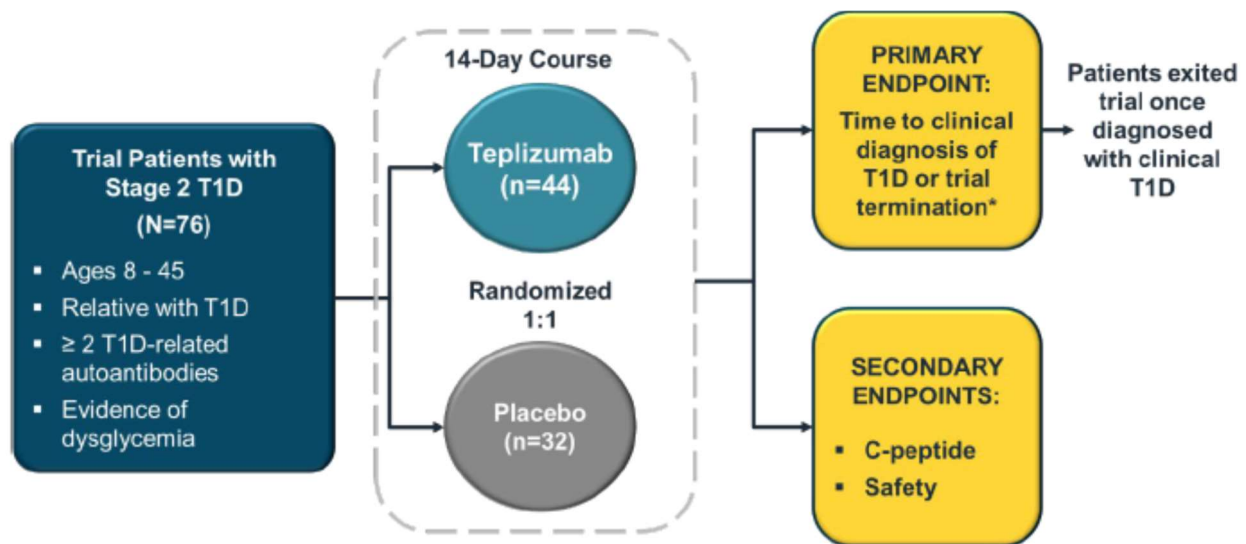 Trial Patients with
Stage 2 T1D
(N=76)
▪ Ages 8 - 45
▪ Relative with T1D
▪ ≥ 2 T1D-related
autoantibodies
▪ Evidence of
dysglycemia
14-Day Course
Teplizumab
(n=44)
Randomized
1:1
Placebo
(n=32)
PRIMARY
ENDPOINT:
Time to clinical
diagnosis of
T1D or trial
termination*
Patients exited
trial once
diagnosed
with clinical
T1D
SECONDARY
ENDPOINTS:
▪ C-peptide
▪ Safety